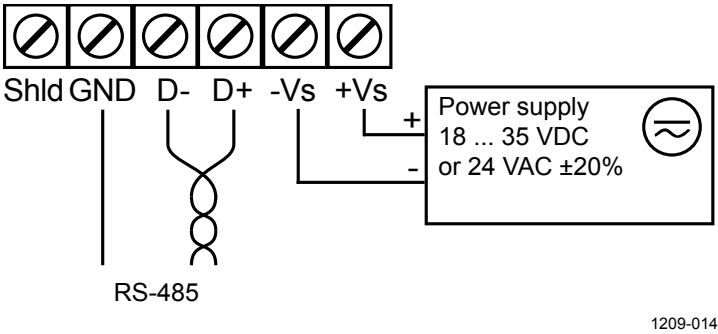 Shld GND D- D+ -Vs +Vs
+
-
Power supply
18 ... 35 VDC
or 24 VAC ±20%
RS-485
1209-014